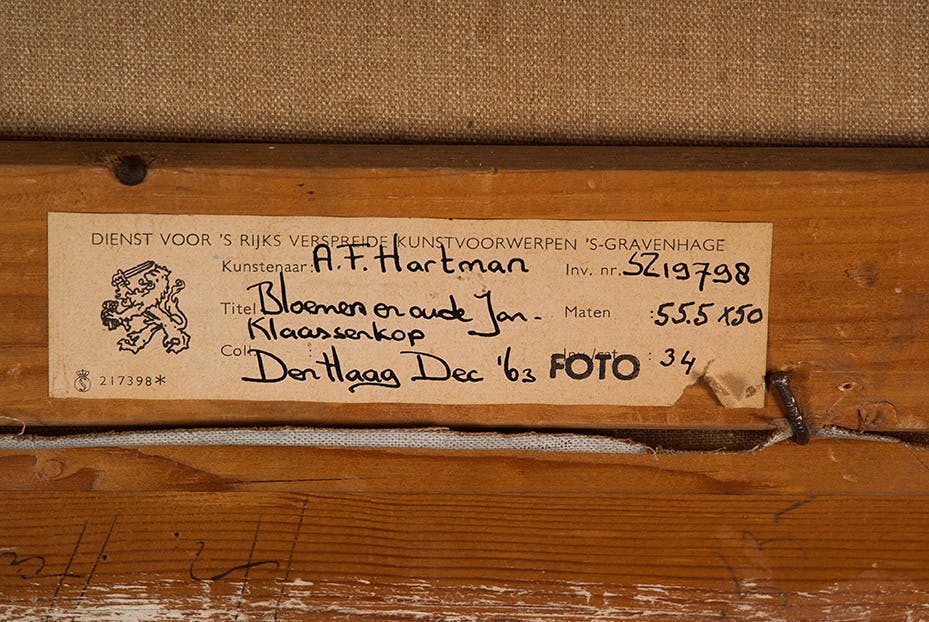 DIENST VOOR 'S RIJKS VERSPREIDE KUNSTVOORWERPEN 'S-GRAVENHAGE
Kunstenaar: A.F. Hartman Inv. nr. SZ19798
Titel Bloemen en oude Jan- Maten : 55.5 x 50
Klaassenkop
Coll. :
Den Haag Dec '63 FOTO : 34
217398*